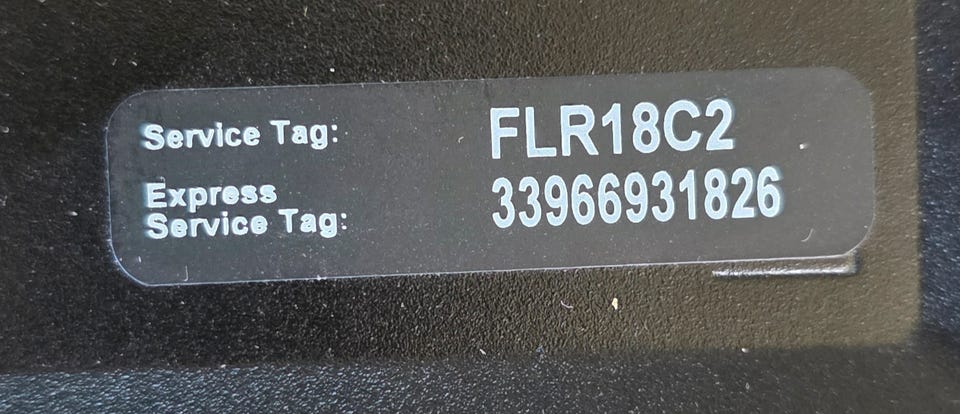 Service Tag: FLR18C2
Express
Service Tag: 33966931826